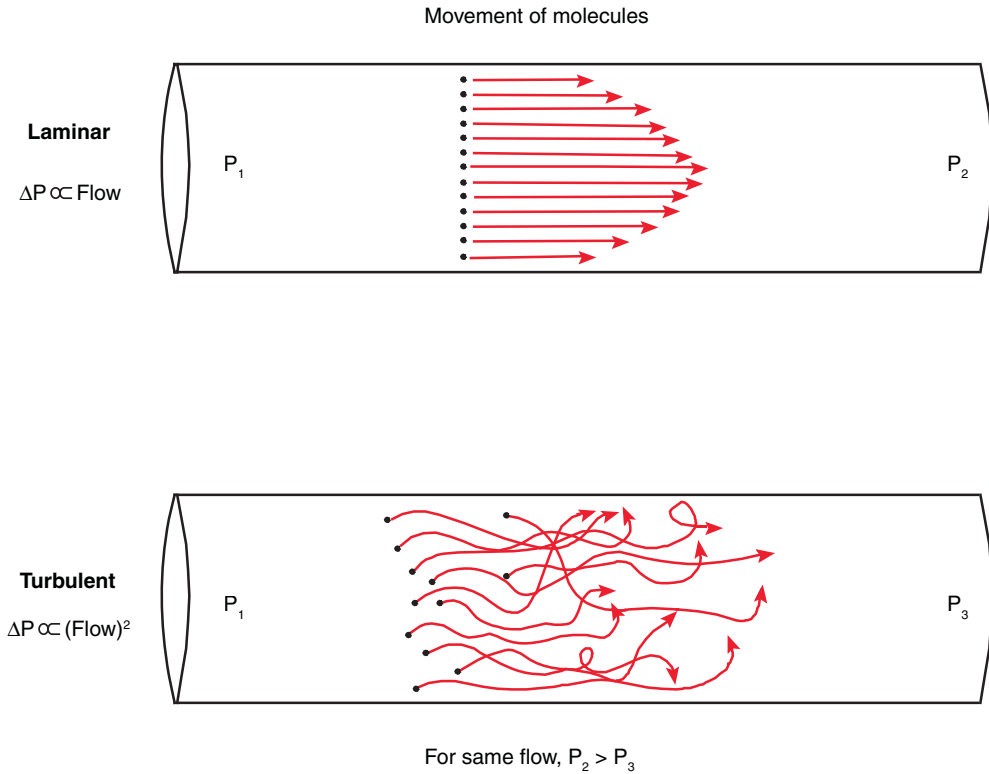 Movement of molecules
Laminar
ΔP ∝ Flow
P₁
P₂
Turbulent
ΔP ∝ (Flow)²
P₁
P₃
For same flow, P₂ > P₃